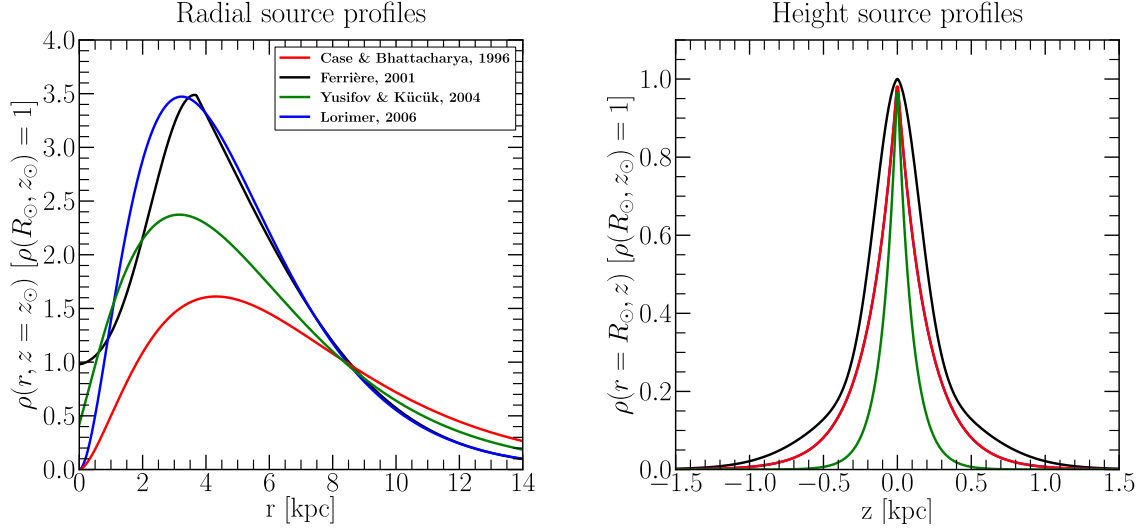 Radial source profiles
4.0
3.5
3.0
2.5
2.0
1.5
1.0
0.5
0.0
ρ(r, z = z⊙) [ρ(R⊙, z⊙) = 1]
Case & Bhattacharya, 1996
Ferrière, 2001
Yusifov & Kücük, 2004
Lorimer, 2006
0 2 4 6 8 10 12 14
r [kpc]
Height source profiles
1.0
0.8
0.6
0.4
0.2
0.0
ρ(r = R⊙, z) [ρ(R⊙, z⊙) = 1]
−1.5 −1.0 −0.5 0.0 0.5 1.0 1.5
z [kpc]